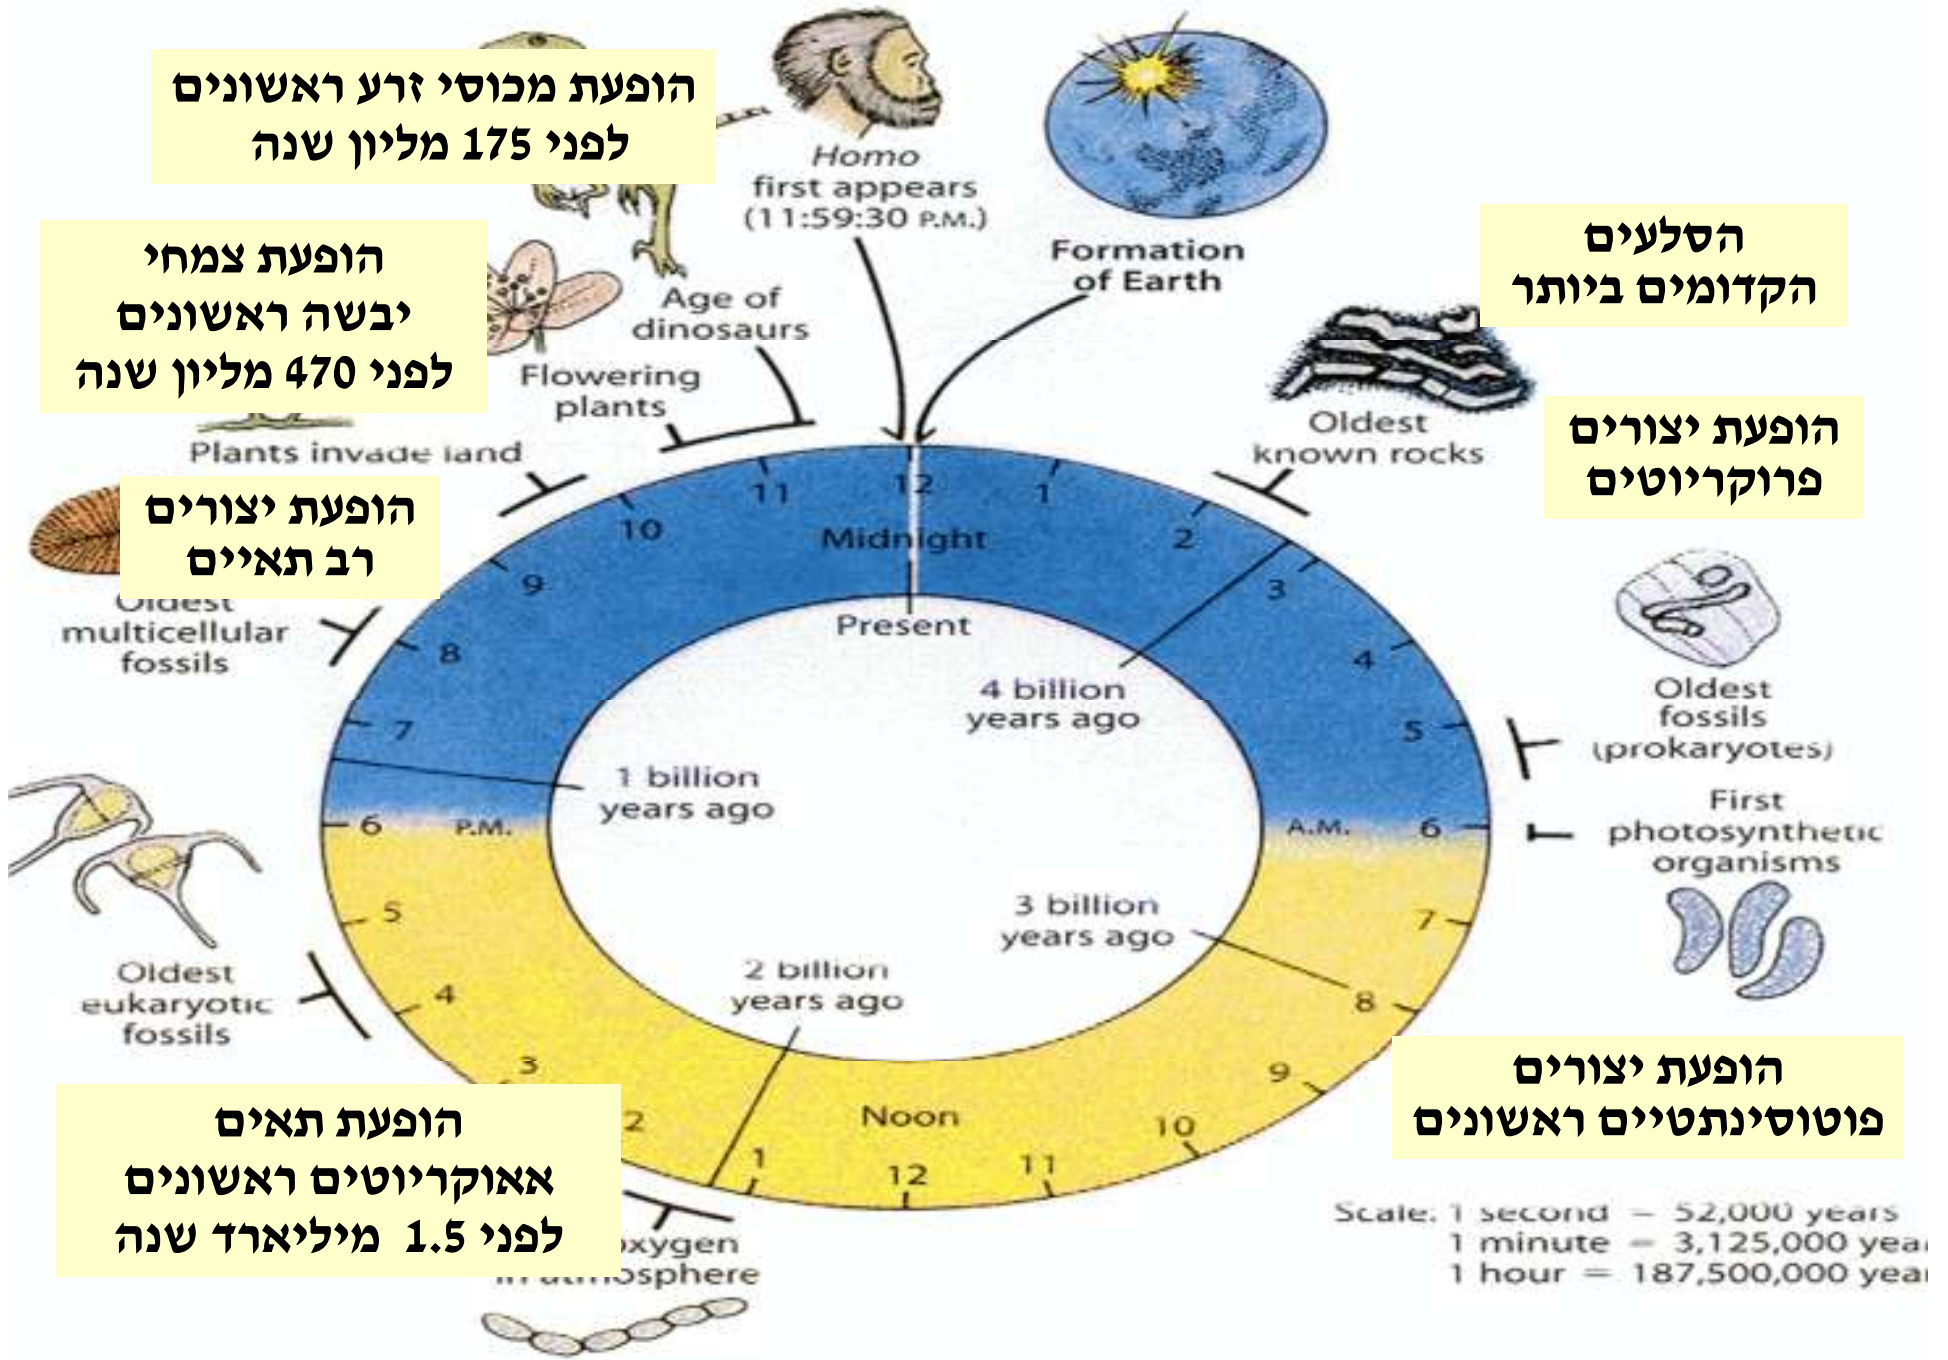 הופעת מכוסי זרע ראשונים
לפני 175 מליון שנה
Homo
first appears
(11:59:30 P.M.)
Formation
of Earth
הסלעים
הקדומים ביותר
הופעת צמחי
יבשה ראשונים
לפני 470 מליון שנה
Age of
dinosaurs
Flowering
plants
Plants invade land
Oldest
known rocks
הופעת יצורים
פרוקריוטים
הופעת יצורים
רב תאיים
Oldest
multicellular
fossils
11
12
1
10
Midnight
2
9
3
8
4
7
5
Present
4 billion
years ago
Oldest
fossils
(prokaryotes)
1 billion
years ago
6 P.M.
A.M. 6
First
photosynthetic
organisms
5
7
3 billion
years ago
2 billion
years ago
Oldest
eukaryotic
fossils
4
8
3
9
2
Noon
10
1
12
11
הופעת יצורים
פוטוסינתטיים ראשונים
הופעת תאים
אאוקריוטים ראשונים
לפני 1.5 מיליארד שנה
oxygen
in atmosphere
Scale: 1 second = 52,000 years
1 minute = 3,125,000 yea
1 hour = 187,500,000 yea